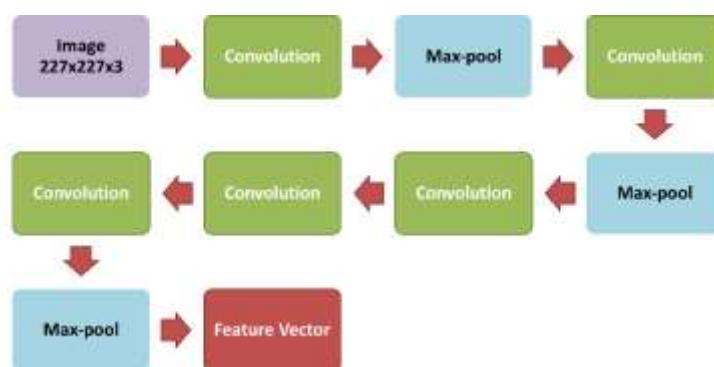 Image
227x227x3
Convolution
Max-pool
Convolution
Max-pool
Convolution
Convolution
Convolution
Max-pool
Feature Vector